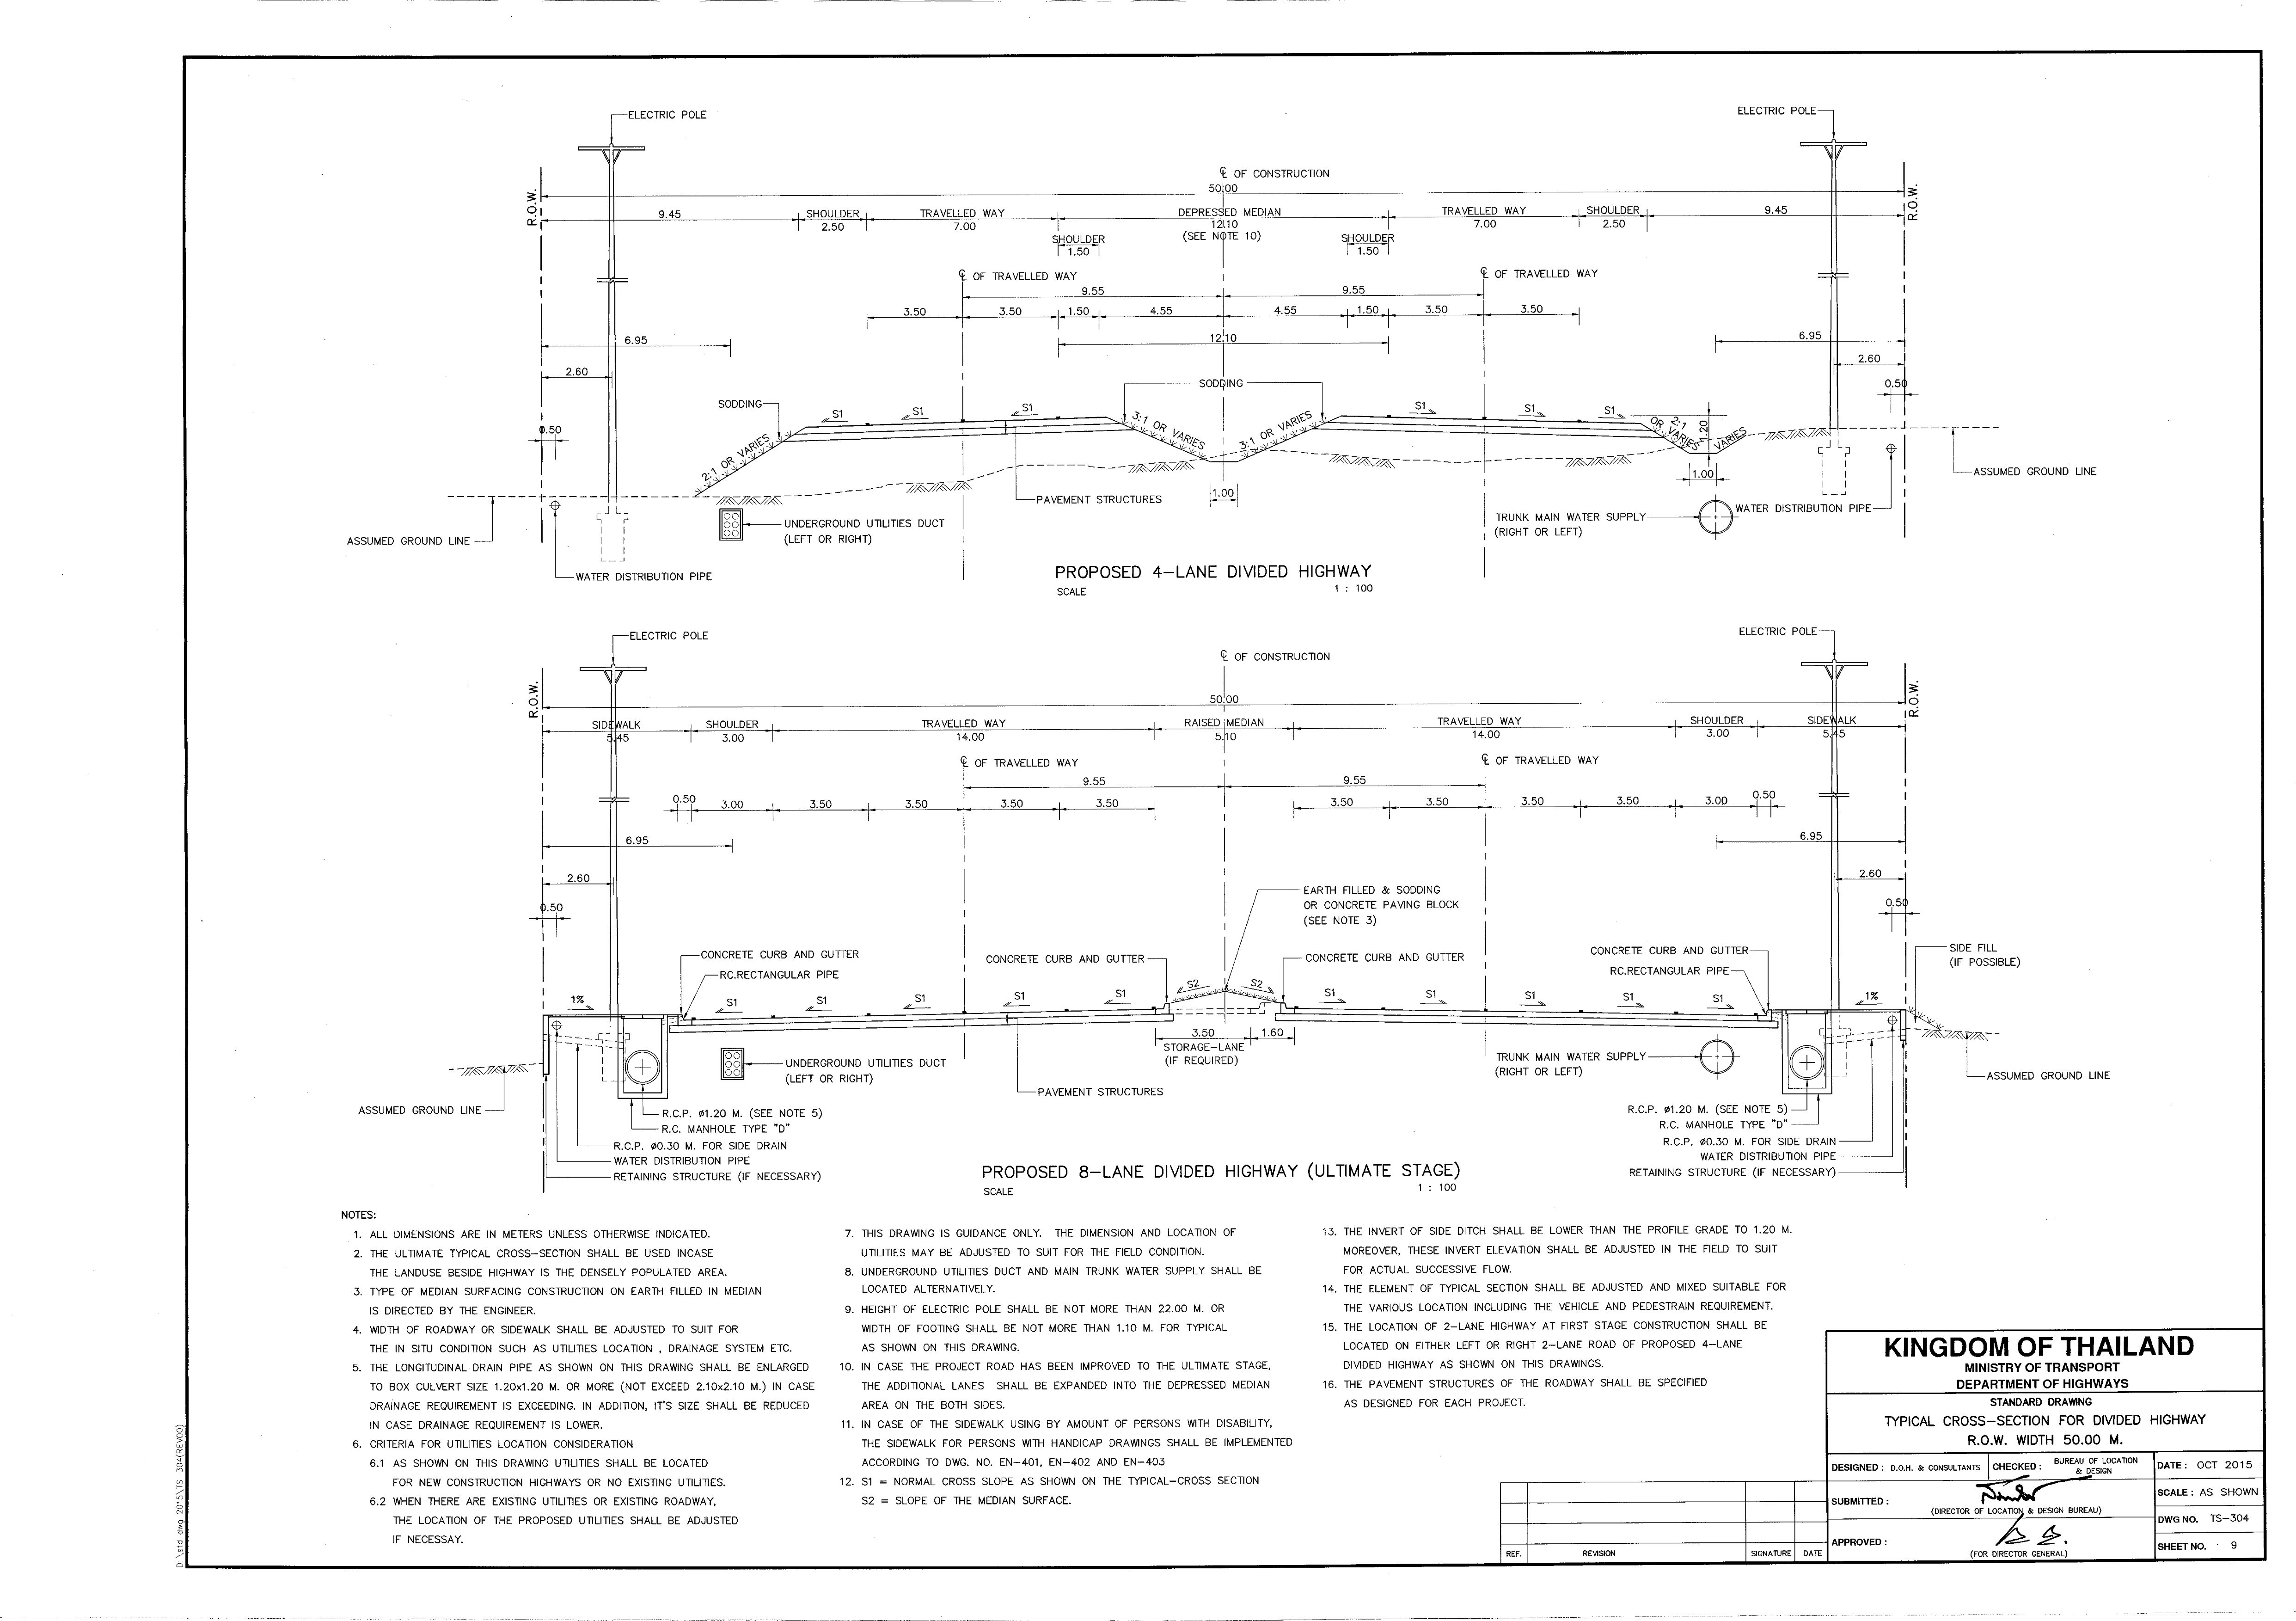 ELECTRIC POLE
ELECTRIC POLE
℄ OF CONSTRUCTION
50.00
R.O.W.
R.O.W.
9.45
SHOULDER
TRAVELLED WAY
DEPRESSED MEDIAN
TRAVELLED WAY
SHOULDER
9.45
2.50
7.00
12.10
7.00
2.50
(SEE NOTE 10)
SHOULDER
SHOULDER
1.50
1.50
℄ OF TRAVELLED WAY
℄ OF TRAVELLED WAY
9.55
9.55
3.50
3.50
1.50
4.55
4.55
1.50
3.50
3.50
6.95
12.10
6.95
2.60
2.60
SODDING
0.50
SODDING
S1
S1
S1
S1
S1
S1
0.50
2:1 OR VARIES
3:1 OR VARIES
3:1 OR VARIES
2:1
OR VARIES
1.20
VARIES
ASSUMED GROUND LINE
1.00
1.00
PAVEMENT STRUCTURES
WATER DISTRIBUTION PIPE
UNDERGROUND UTILITIES DUCT
(LEFT OR RIGHT)
TRUNK MAIN WATER SUPPLY
(RIGHT OR LEFT)
ASSUMED GROUND LINE
WATER DISTRIBUTION PIPE
PROPOSED 4-LANE DIVIDED HIGHWAY
SCALE 1 : 100
ELECTRIC POLE
ELECTRIC POLE
℄ OF CONSTRUCTION
R.O.W.
R.O.W.
50.00
SIDEWALK
SHOULDER
TRAVELLED WAY
RAISED MEDIAN
TRAVELLED WAY
SHOULDER
SIDEWALK
5.45
3.00
14.00
5.10
14.00
3.00
5.45
℄ OF TRAVELLED WAY
℄ OF TRAVELLED WAY
9.55
9.55
0.50
3.00
3.50
3.50
3.50
3.50
3.50
3.50
3.50
3.50
3.00
0.50
6.95
6.95
2.60
2.60
EARTH FILLED & SODDING
OR CONCRETE PAVING BLOCK
(SEE NOTE 3)
0.50
0.50
CONCRETE CURB AND GUTTER
CONCRETE CURB AND GUTTER
CONCRETE CURB AND GUTTER
CONCRETE CURB AND GUTTER
SIDE FILL
(IF POSSIBLE)
RC.RECTANGULAR PIPE
RC.RECTANGULAR PIPE
1%
S1
S1
S1
S1
S1
S2
S2
S1
S1
S1
S1
S1
1%
3.50
1.60
STORAGE-LANE
(IF REQUIRED)
UNDERGROUND UTILITIES DUCT
(LEFT OR RIGHT)
TRUNK MAIN WATER SUPPLY
(RIGHT OR LEFT)
PAVEMENT STRUCTURES
ASSUMED GROUND LINE
ASSUMED GROUND LINE
R.C.P. ø1.20 M. (SEE NOTE 5)
R.C. MANHOLE TYPE "D"
R.C.P. ø0.30 M. FOR SIDE DRAIN
WATER DISTRIBUTION PIPE
RETAINING STRUCTURE (IF NECESSARY)
R.C.P. ø1.20 M. (SEE NOTE 5)
R.C. MANHOLE TYPE "D"
R.C.P. ø0.30 M. FOR SIDE DRAIN
WATER DISTRIBUTION PIPE
RETAINING STRUCTURE (IF NECESSARY)
PROPOSED 8-LANE DIVIDED HIGHWAY (ULTIMATE STAGE)
SCALE 1 : 100
NOTES:
1. ALL DIMENSIONS ARE IN METERS UNLESS OTHERWISE INDICATED.
2. THE ULTIMATE TYPICAL CROSS-SECTION SHALL BE USED INCASE
THE LANDUSE BESIDE HIGHWAY IS THE DENSELY POPULATED AREA.
3. TYPE OF MEDIAN SURFACING CONSTRUCTION ON EARTH FILLED IN MEDIAN
IS DIRECTED BY THE ENGINEER.
4. WIDTH OF ROADWAY OR SIDEWALK SHALL BE ADJUSTED TO SUIT FOR
THE IN SITU CONDITION SUCH AS UTILITIES LOCATION , DRAINAGE SYSTEM ETC.
5. THE LONGITUDINAL DRAIN PIPE AS SHOWN ON THIS DRAWING SHALL BE ENLARGED
TO BOX CULVERT SIZE 1.20x1.20 M. OR MORE (NOT EXCEED 2.10x2.10 M.) IN CASE
DRAINAGE REQUIREMENT IS EXCEEDING. IN ADDITION, IT'S SIZE SHALL BE REDUCED
IN CASE DRAINAGE REQUIREMENT IS LOWER.
6. CRITERIA FOR UTILITIES LOCATION CONSIDERATION
6.1 AS SHOWN ON THIS DRAWING UTILITIES SHALL BE LOCATED
FOR NEW CONSTRUCTION HIGHWAYS OR NO EXISTING UTILITIES.
6.2 WHEN THERE ARE EXISTING UTILITIES OR EXISTING ROADWAY,
THE LOCATION OF THE PROPOSED UTILITIES SHALL BE ADJUSTED
IF NECESSAY.
7. THIS DRAWING IS GUIDANCE ONLY. THE DIMENSION AND LOCATION OF
UTILITIES MAY BE ADJUSTED TO SUIT FOR THE FIELD CONDITION.
8. UNDERGROUND UTILITIES DUCT AND MAIN TRUNK WATER SUPPLY SHALL BE
LOCATED ALTERNATIVELY.
9. HEIGHT OF ELECTRIC POLE SHALL BE NOT MORE THAN 22.00 M. OR
WIDTH OF FOOTING SHALL BE NOT MORE THAN 1.10 M. FOR TYPICAL
AS SHOWN ON THIS DRAWING.
10. IN CASE THE PROJECT ROAD HAS BEEN IMPROVED TO THE ULTIMATE STAGE,
THE ADDITIONAL LANES SHALL BE EXPANDED INTO THE DEPRESSED MEDIAN
AREA ON THE BOTH SIDES.
11. IN CASE OF THE SIDEWALK USING BY AMOUNT OF PERSONS WITH DISABILITY,
THE SIDEWALK FOR PERSONS WITH HANDICAP DRAWINGS SHALL BE IMPLEMENTED
ACCORDING TO DWG. NO. EN-401, EN-402 AND EN-403
12. S1 = NORMAL CROSS SLOPE AS SHOWN ON THE TYPICAL-CROSS SECTION
S2 = SLOPE OF THE MEDIAN SURFACE.
13. THE INVERT OF SIDE DITCH SHALL BE LOWER THAN THE PROFILE GRADE TO 1.20 M.
MOREOVER, THESE INVERT ELEVATION SHALL BE ADJUSTED IN THE FIELD TO SUIT
FOR ACTUAL SUCCESSIVE FLOW.
14. THE ELEMENT OF TYPICAL SECTION SHALL BE ADJUSTED AND MIXED SUITABLE FOR
THE VARIOUS LOCATION INCLUDING THE VEHICLE AND PEDESTRAIN REQUIREMENT.
15. THE LOCATION OF 2-LANE HIGHWAY AT FIRST STAGE CONSTRUCTION SHALL BE
LOCATED ON EITHER LEFT OR RIGHT 2-LANE ROAD OF PROPOSED 4-LANE
DIVIDED HIGHWAY AS SHOWN ON THIS DRAWINGS.
16. THE PAVEMENT STRUCTURES OF THE ROADWAY SHALL BE SPECIFIED
AS DESIGNED FOR EACH PROJECT.
KINGDOM OF THAILAND
MINISTRY OF TRANSPORT
DEPARTMENT OF HIGHWAYS
STANDARD DRAWING
TYPICAL CROSS-SECTION FOR DIVIDED HIGHWAY
R.O.W. WIDTH 50.00 M.
DESIGNED : D.O.H. & CONSULTANTS
CHECKED : BUREAU OF LOCATION
& DESIGN
DATE : OCT 2015
SUBMITTED :
(DIRECTOR OF LOCATION & DESIGN BUREAU)
SCALE : AS SHOWN
DWG NO. TS-304
APPROVED :
(FOR DIRECTOR GENERAL)
SHEET NO. 9
REF.
REVISION
SIGNATURE
DATE
D:\std dwg 2015\TS-304(REV00)